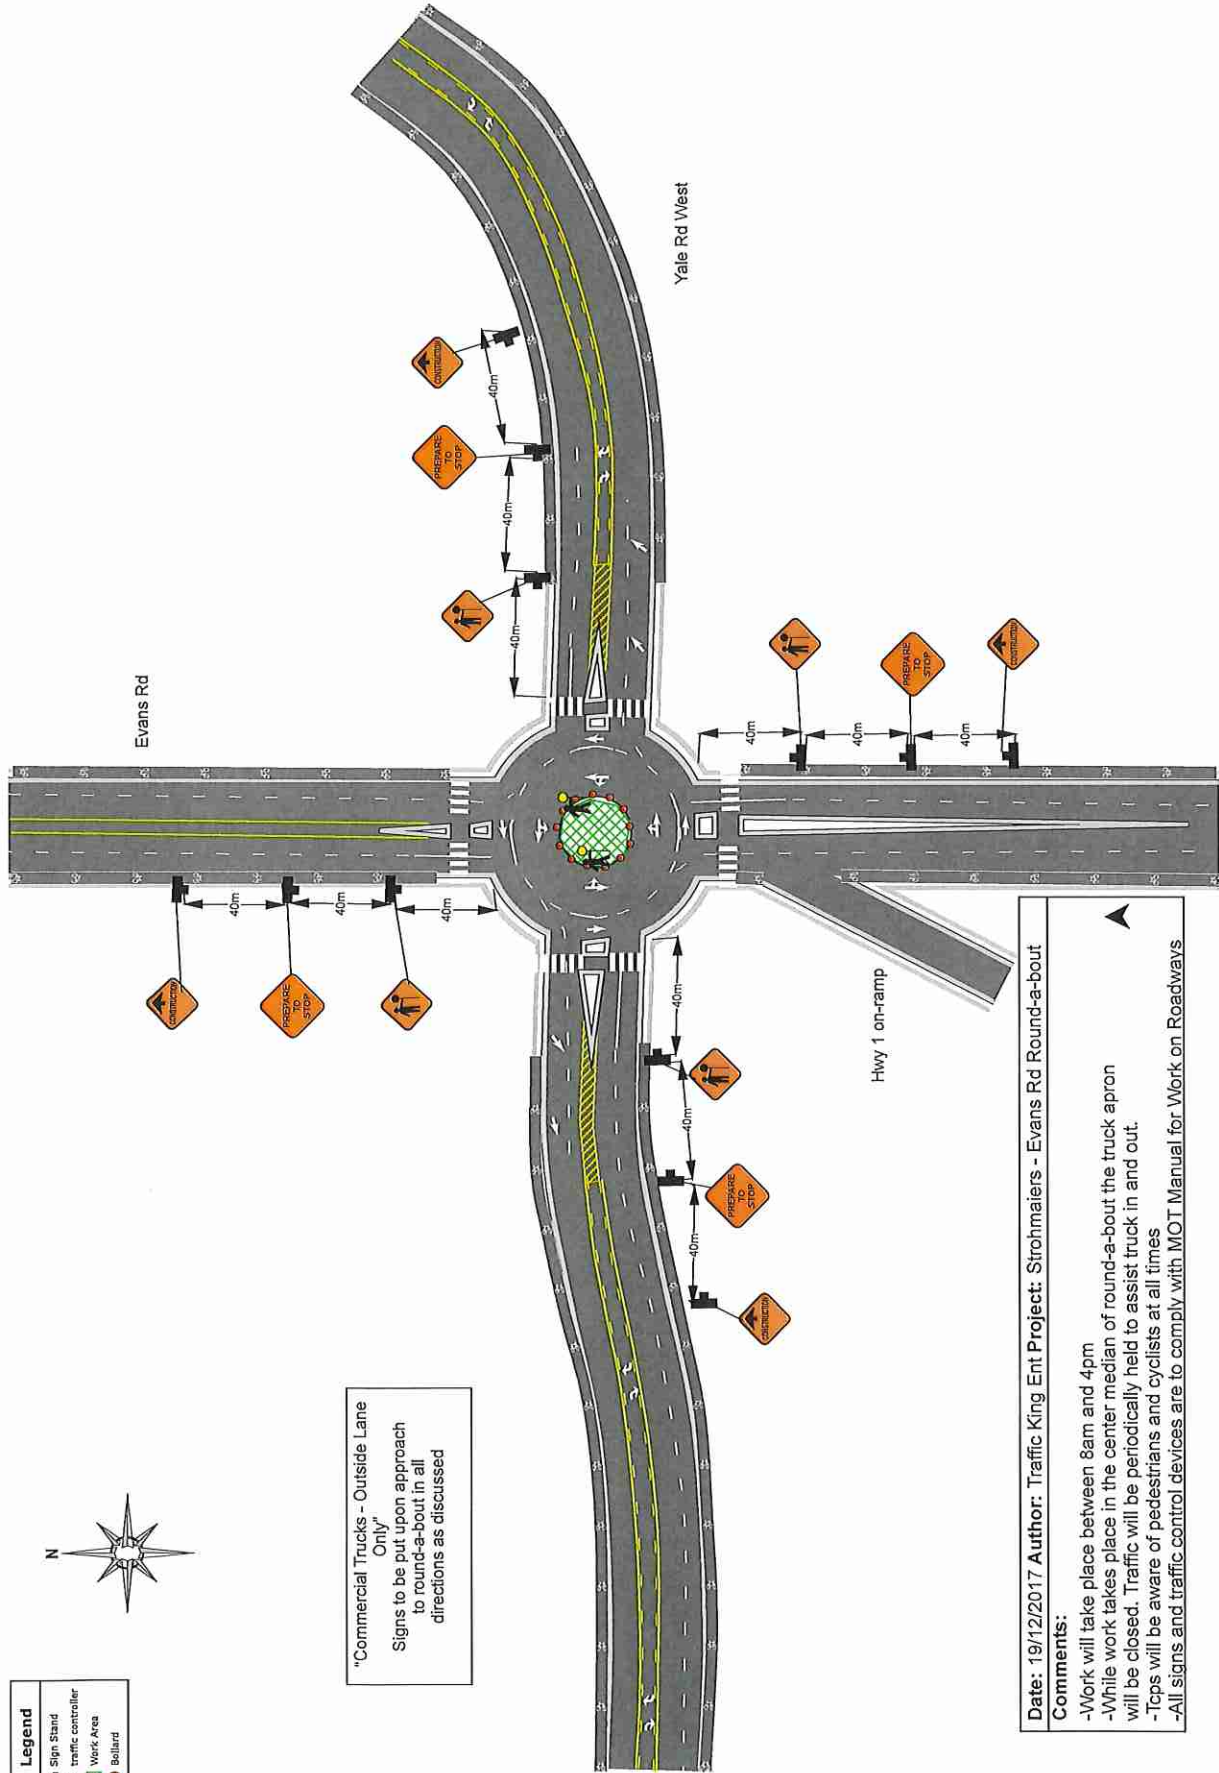 Legend
Sign Stand
traffic controller
Work Area
Bollard
N
"Commercial Trucks - Outside Lane
Only"
Signs to be put upon approach
to round-a-bout in all
directions as discussed
Evans Rd
Yale Rd West
Hwy 1 on-ramp
CONSTRUCTION
40m
PREPARE
TO
STOP
40m
40m
CONSTRUCTION
40m
PREPARE
TO
STOP
40m
40m
40m
40m
PREPARE
TO
STOP
40m
CONSTRUCTION
40m
40m
PREPARE
TO
STOP
40m
CONSTRUCTION
Date: 19/12/2017 Author: Traffic King Ent Project: Strohmaiers - Evans Rd Round-a-bout
Comments:
-Work will take place between 8am and 4pm
-While work takes place in the center median of round-a-bout the truck apron
will be closed. Traffic will be periodically held to assist truck in and out.
-Tcps will be aware of pedestrians and cyclists at all times
-All signs and traffic control devices are to comply with MOT Manual for Work on Roadways